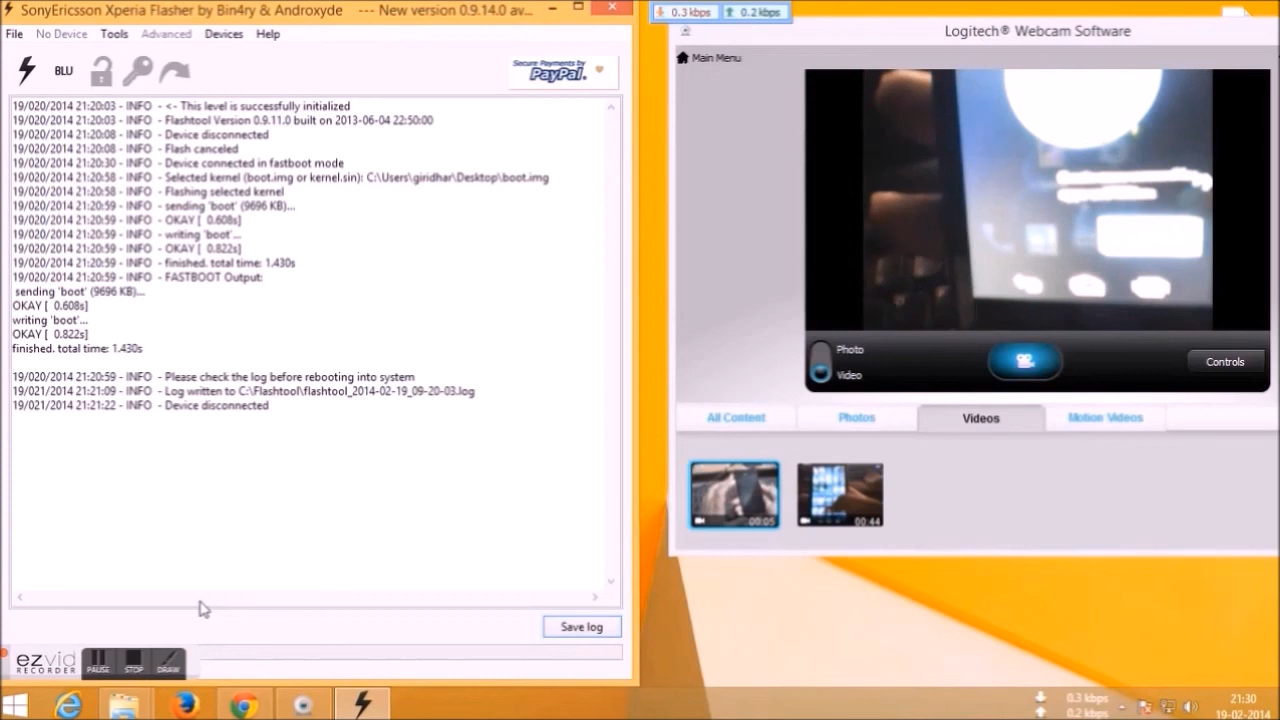 SonyEricsson Xperia Flasher by Bin4ry & Androxyde --- New version 0.9.14.0 av...
File No Device Tools Advanced Devices Help
BLU
Secure Payments by
PayPal.
19/020/2014 21:20:03 - INFO - <- This level is successfully initialized
19/020/2014 21:20:03 - INFO - Flashtool Version 0.9.11.0 built on 2013-06-04 22:50:00
19/020/2014 21:20:08 - INFO - Device disconnected
19/020/2014 21:20:08 - INFO - Flash canceled
19/020/2014 21:20:30 - INFO - Device connected in fastboot mode
19/020/2014 21:20:58 - INFO - Selected kernel (boot.img or kernel.sin): C:\Users\giridhar\Desktop\boot.img
19/020/2014 21:20:58 - INFO - Flashing selected kernel
19/020/2014 21:20:59 - INFO - sending 'boot' (9696 KB)...
19/020/2014 21:20:59 - INFO - OKAY [ 0.608s]
19/020/2014 21:20:59 - INFO - writing 'boot'...
19/020/2014 21:20:59 - INFO - OKAY [ 0.822s]
19/020/2014 21:20:59 - INFO - finished. total time: 1.430s
19/020/2014 21:20:59 - INFO - FASTBOOT Output:
sending 'boot' (9696 KB)...
OKAY [ 0.608s]
writing 'boot'...
OKAY [ 0.822s]
finished. total time: 1.430s
19/020/2014 21:20:59 - INFO - Please check the log before rebooting into system
19/021/2014 21:21:09 - INFO - Log written to C:\Flashtool\flashtool_2014-02-19_09-20-03.log
19/021/2014 21:21:22 - INFO - Device disconnected
Save log
ezvid
RECORDER
PAUSE STOP DRAW
0.3 kbps 0.2 kbps
Logitech® Webcam Software
Main Menu
Photo
Video
Controls
All Content Photos Videos Motion Videos
00:05 00:44
0.3 kbps
0.2 kbps
21:30
19-02-2014